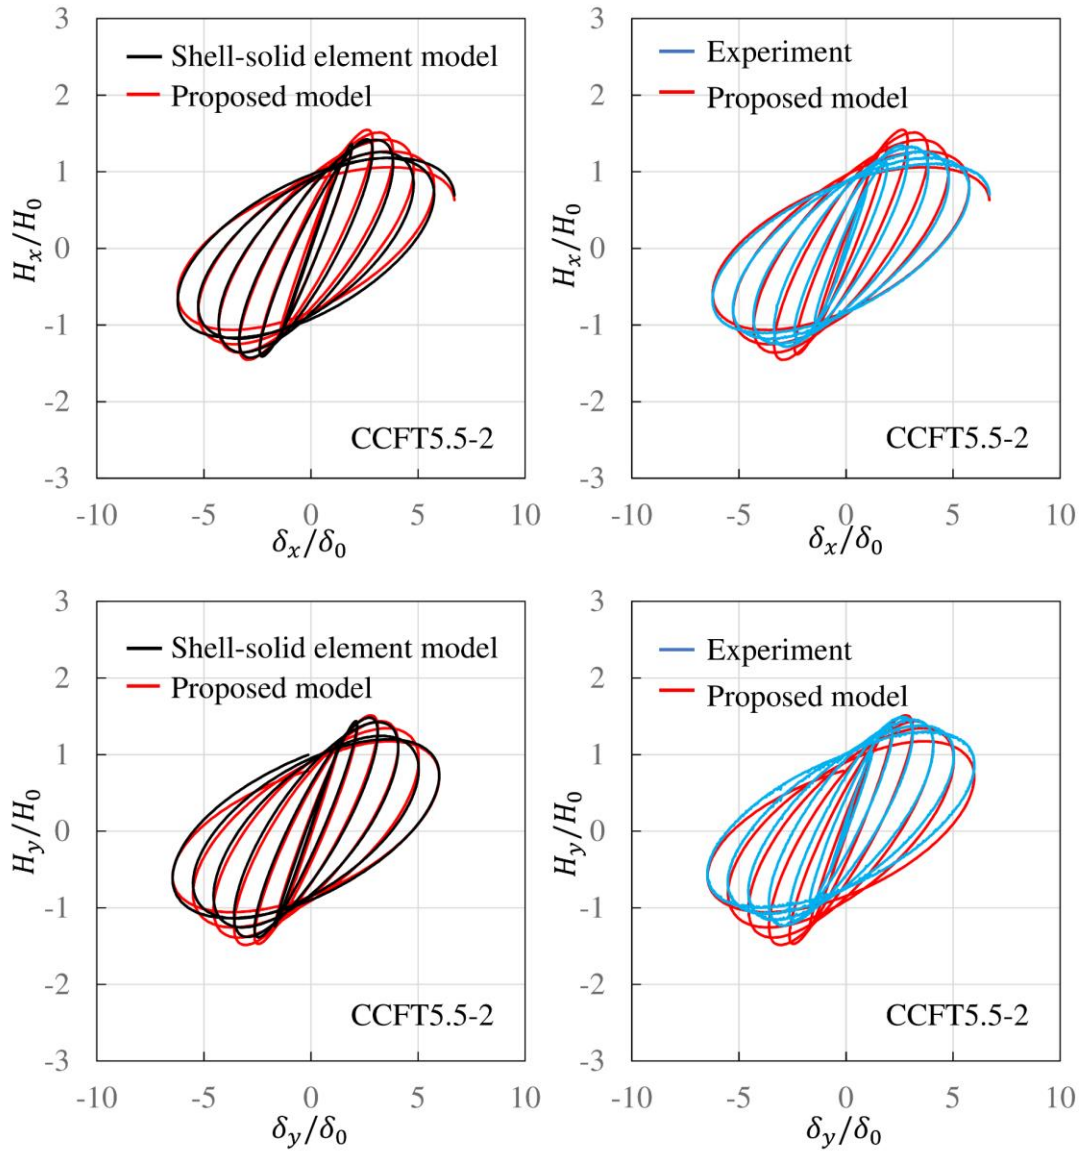 3
2
1
0
-1
-2
-3
Shell-solid element model
Proposed model
CCFT5.5-2
-10
-5
0
5
10
H_x/H_0
δ_x/δ_0
3
2
1
0
-1
-2
-3
Experiment
Proposed model
CCFT5.5-2
-10
-5
0
5
10
H_x/H_0
δ_x/δ_0
3
2
1
0
-1
-2
-3
Shell-solid element model
Proposed model
CCFT5.5-2
-10
-5
0
5
10
H_y/H_0
δ_y/δ_0
3
2
1
0
-1
-2
-3
Experiment
Proposed model
CCFT5.5-2
-10
-5
0
5
10
H_y/H_0
δ_y/δ_0